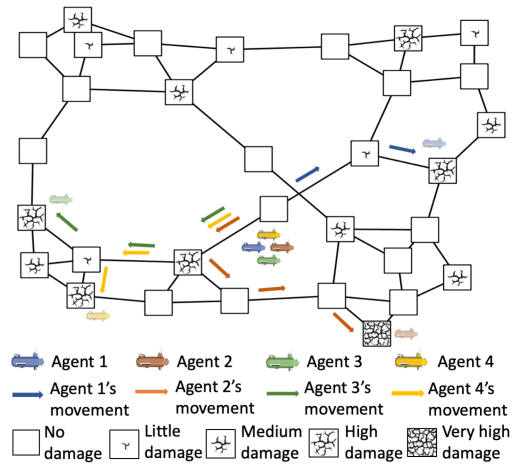 Agent 1 Agent 2 Agent 3 Agent 4
Agent 1's movement Agent 2's movement Agent 3's movement Agent 4's movement
No damage Little damage Medium damage High damage Very high damage